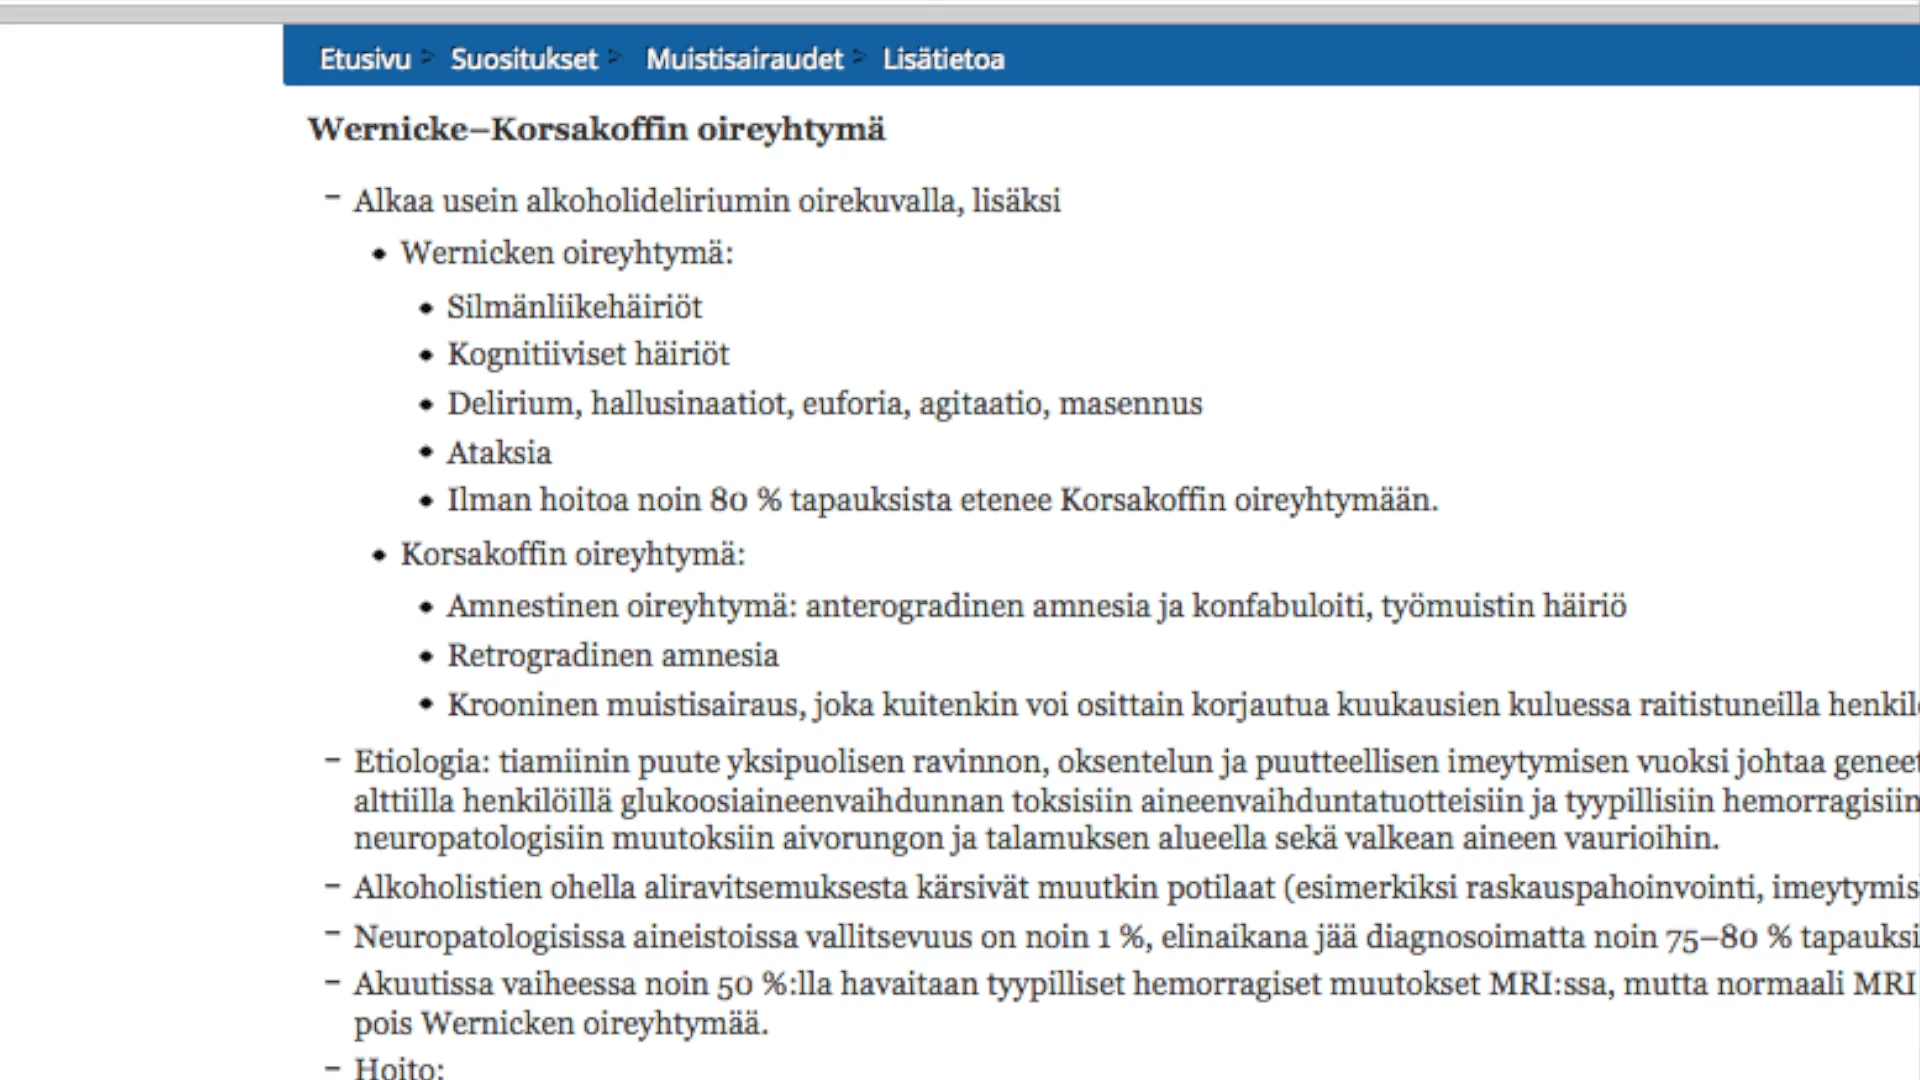 Etusivu > Suositukset > Muistisairaudet > Lisätietoa
Wernicke–Korsakoffin oireyhtymä
– Alkaa usein alkoholideliriumin oirekuvalla, lisäksi
• Wernicken oireyhtymä:
• Silmänliikehäiriöt
• Kognitiiviset häiriöt
• Delirium, hallusinaatiot, euforia, agitaatio, masennus
• Ataksia
• Ilman hoitoa noin 80 % tapauksista etenee Korsakoffin oireyhtymään.
• Korsakoffin oireyhtymä:
• Amnestinen oireyhtymä: anterogradinen amnesia ja konfabuloiti, työmuistin häiriö
• Retrogradinen amnesia
• Krooninen muistisairaus, joka kuitenkin voi osittain korjautua kuukausien kuluessa raitistuneilla
– Etiologia: tiamiinin puute yksipuolisen ravinnon, oksentelun ja puutteellisen imeytymisen vuoksi johtaa
alttiilla henkilöillä glukoosiaineenvaihdunnan toksisiin aineenvaihduntatuotteisiin ja tyypillisiin hemorragisiin
neuropatologisiin muutoksiin aivorungon ja talamuksen alueella sekä valkean aineen vaurioihin.
– Alkoholistien ohella aliravitsemuksesta kärsivät muutkin potilaat (esimerkiksi raskauspahoinvointi,
– Neuropatologisissa aineistoissa vallitsevuus on noin 1 %, elinaikana jää diagnosoimatta noin 75–80 %
– Akuutissa vaiheessa noin 50 %:lla havaitaan tyypilliset hemorragiset muutokset MRI:ssa, mutta normaali MRI
pois Wernicken oireyhtymää.
– Hoito: